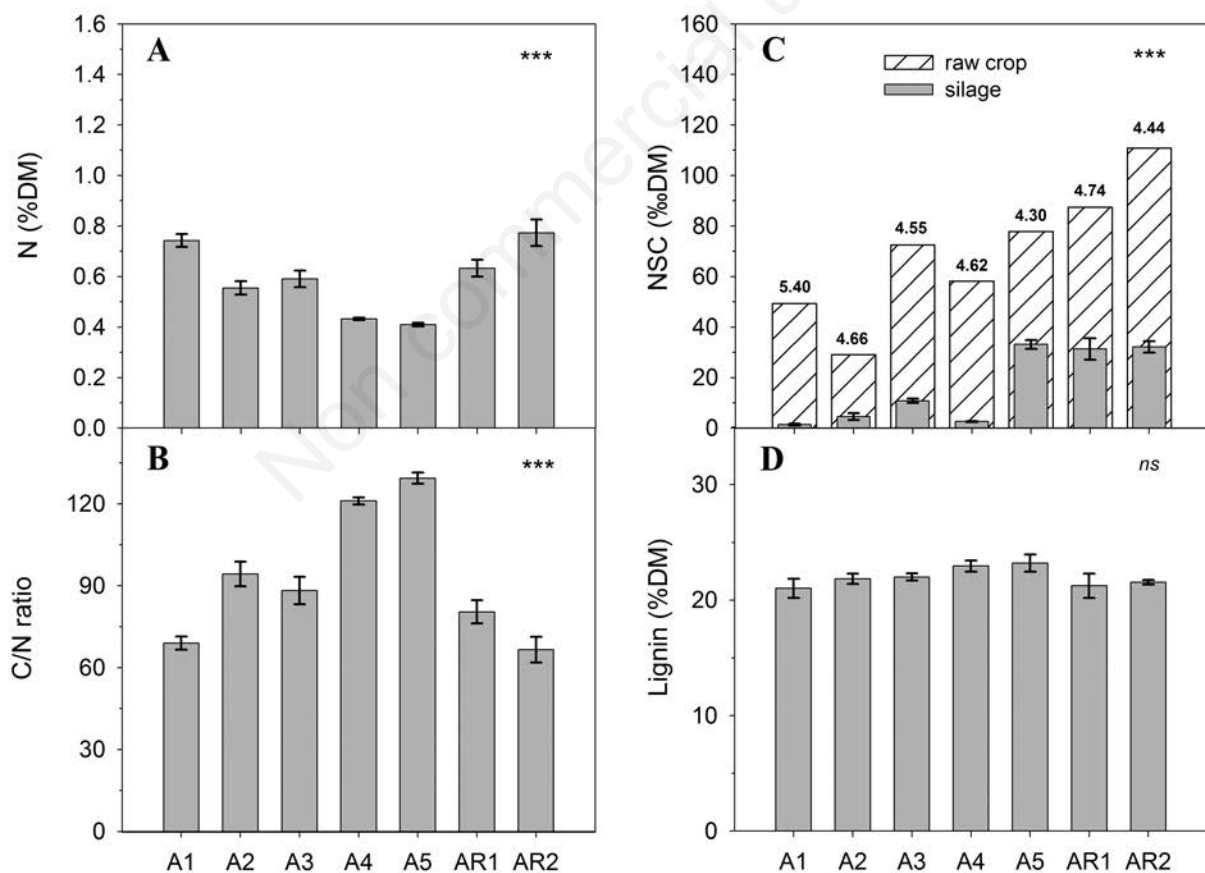 A
***
N (%DM)
1.6
1.4
1.2
1.0
0.8
0.6
0.4
0.2
0.0
B
***
C/N ratio
120
90
60
30
0
A1 A2 A3 A4 A5 AR1 AR2
C
raw crop
silage
***
NSC (‰DM)
160
140
120
100
80
60
40
20
0
5.40 4.66 4.55 4.62 4.30 4.74 4.44
D
ns
Lignin (%DM)
30
20
10
0
A1 A2 A3 A4 A5 AR1 AR2
Non commercial